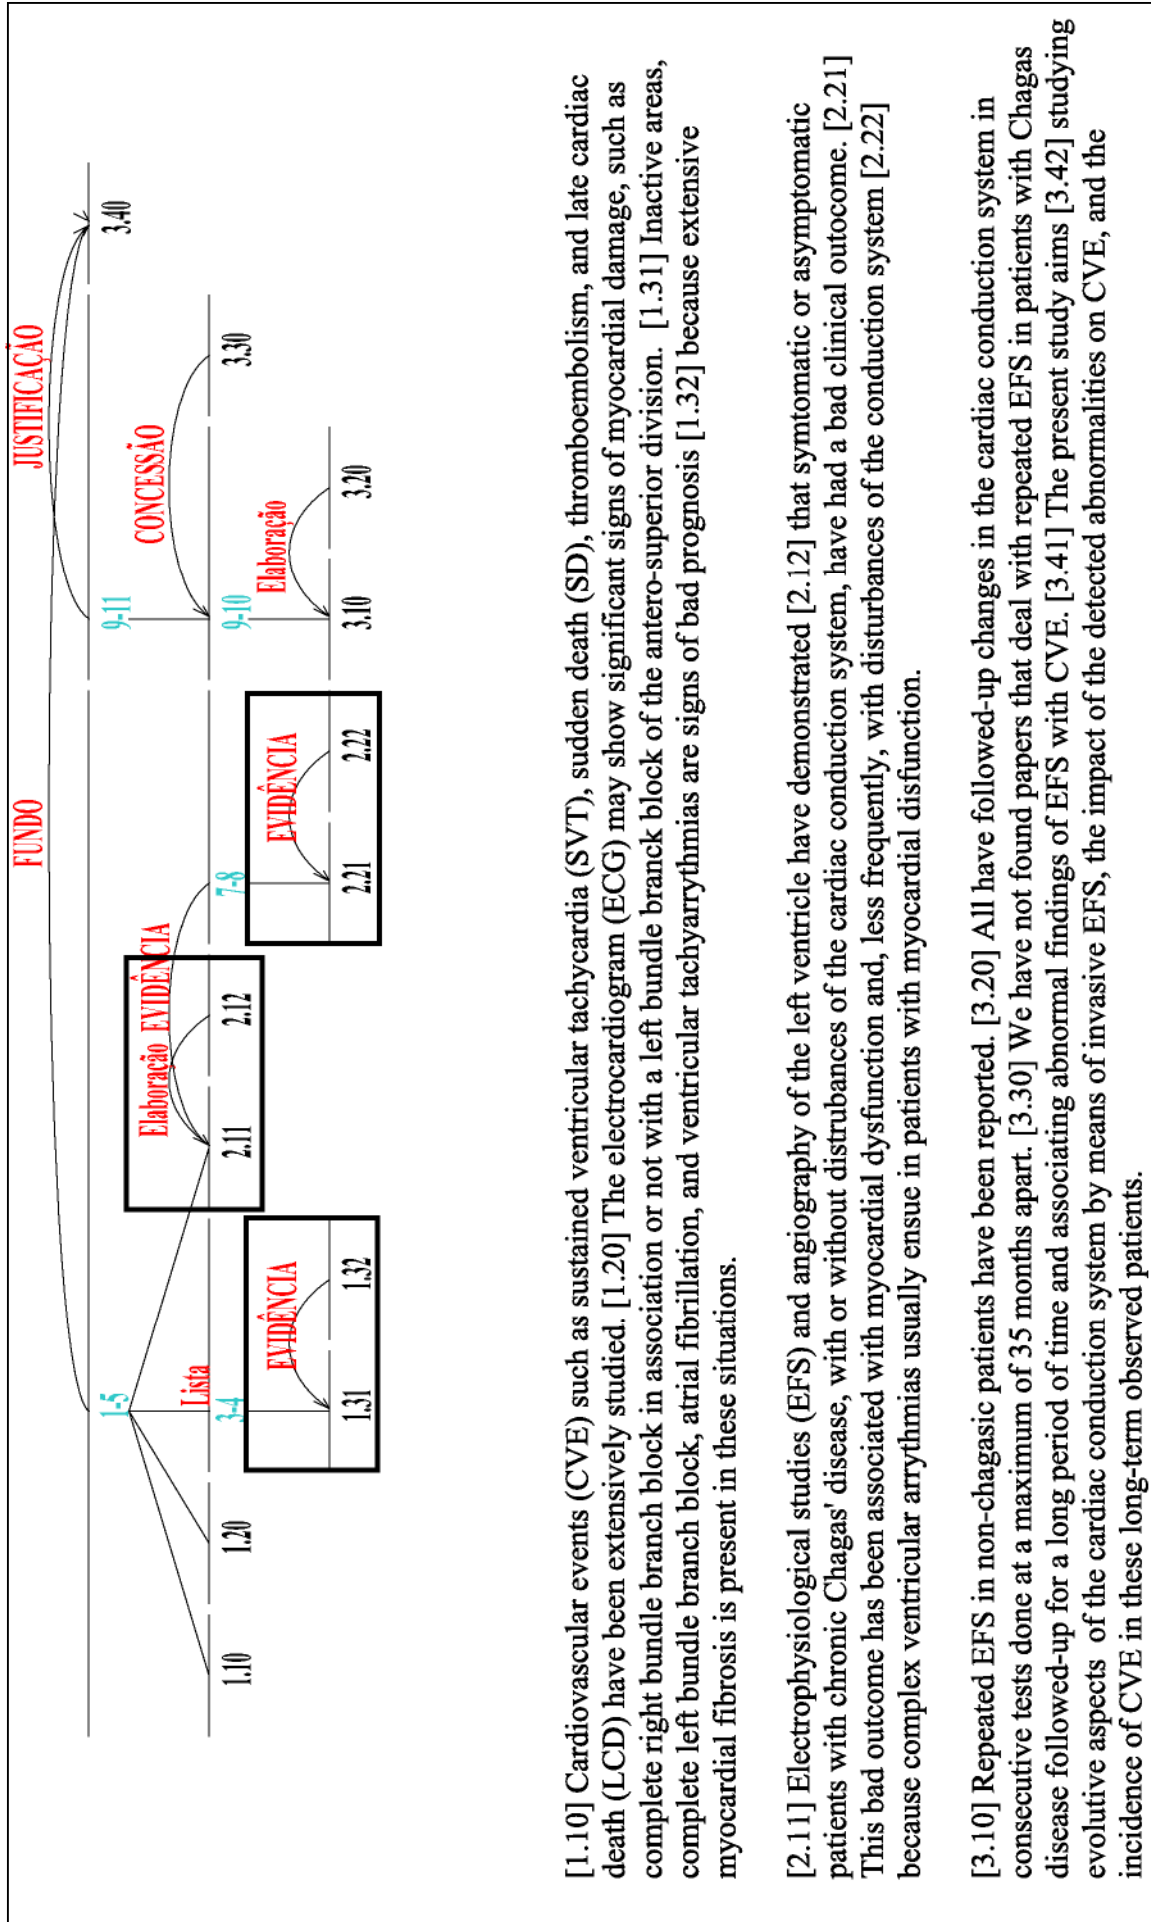 FUNDO
JUSTIFICAÇÃO
3.40
1-5
9-11
Lista
Elaboração
EVIDÊNCIA
CONCESSÃO
1.10
1.20
3-4
2.11
2.12
7-8
9-10
3.30
EVIDÊNCIA
EVIDÊNCIA
Elaboração
1.31
1.32
2.21
2.22
3.10
3.20
[1.10] Cardiovascular events (CVE) such as sustained ventricular tachycardia (SVT), sudden death (SD), thromboembolism, and late cardiac
death (LCD) have been extensively studied. [1.20] The electrocardiogram (ECG) may show significant signs of myocardial damage, such as
complete right bundle branch block in association or not with a left bundle branck block of the antero-superior division.  [1.31] Inactive areas,
complete left bundle branch block, atrial fibrillation, and ventricular tachyarrythmias are signs of bad prognosis [1.32] because extensive
myocardial fibrosis is present in these situations.
[2.11] Electrophysiological studies (EFS) and angiography of the left ventricle have demonstrated [2.12] that symtomatic or asymptomatic
patients with chronic Chagas' disease, with or without distrubances of the cardiac conduction system, have had a bad clinical outocome. [2.21]
This bad outcome has been associated with myocardial dysfunction and, less frequently, with disturbances of the conduction system [2.22]
because complex ventricular arrythmias usually ensue in patients with myocardial disfunction.
[3.10] Repeated EFS in non-chagasic patients have been reported. [3.20] All have followed-up changes in the cardiac conduction system in
consecutive tests done at a maximum of 35 months apart. [3.30] We have not found papers that deal with repeated EFS in patients with Chagas
disease followed-up for a long period of time and associating abnormal findings of EFS with CVE. [3.41] The present study aims [3.42] studying
evolutive aspects  of the cardiac conduction system by means of invasive EFS, the impact of the detected abnormalities on CVE, and the
incidence of CVE in these long-term observed patients.